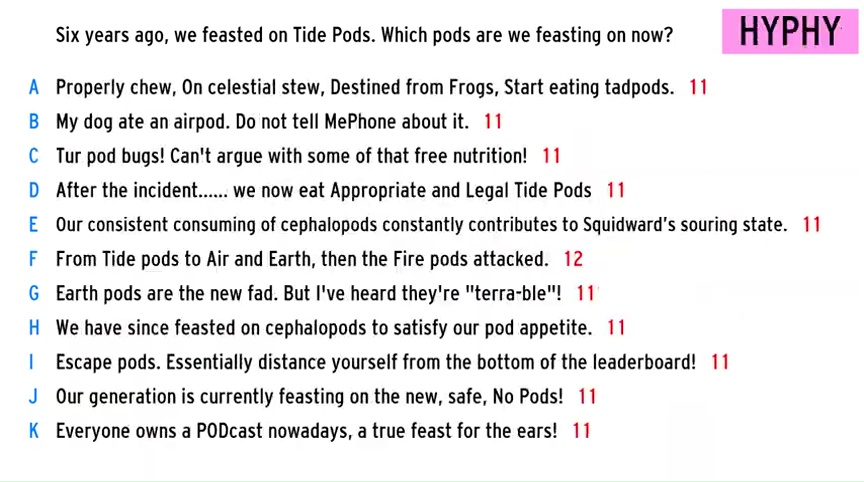 Six years ago, we feasted on Tide Pods. Which pods are we feasting on now?
HYPHY
A Properly chew, On celestial stew, Destined from Frogs, Start eating tadpods. 11
B My dog ate an airpod. Do not tell MePhone about it. 11
C Tur pod bugs! Can't argue with some of that free nutrition! 11
D After the incident...... we now eat Appropriate and Legal Tide Pods 11
E Our consistent consuming of cephalopods constantly contributes to Squidward's souring state. 11
F From Tide pods to Air and Earth, then the Fire pods attacked. 12
G Earth pods are the new fad. But I've heard they're "terra-ble"! 11
H We have since feasted on cephalopods to satisfy our pod appetite. 11
I Escape pods. Essentially distance yourself from the bottom of the leaderboard! 11
J Our generation is currently feasting on the new, safe, No Pods! 11
K Everyone owns a PODcast nowadays, a true feast for the ears! 11